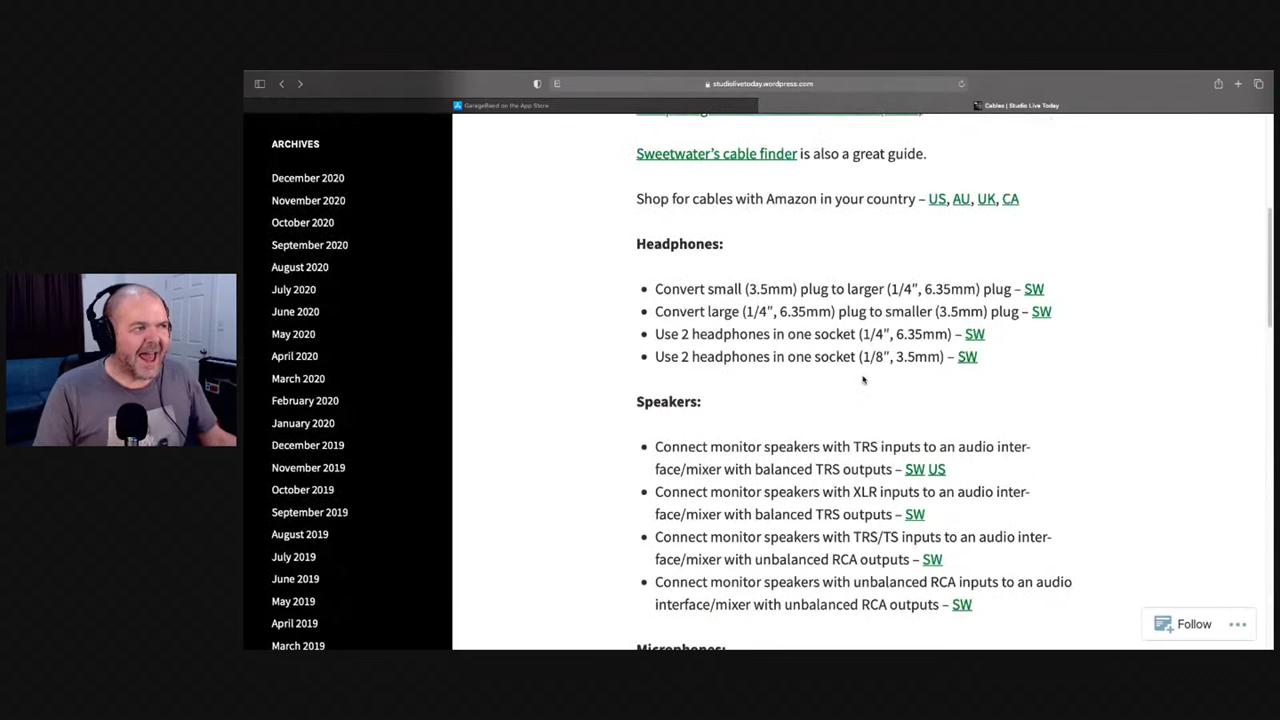 studiolivetoday.wordpress.com
GarageBand on the App Store
Cables | Studio Live Today
ARCHIVES
December 2020
November 2020
October 2020
September 2020
August 2020
July 2020
June 2020
May 2020
April 2020
March 2020
February 2020
January 2020
December 2019
November 2019
October 2019
September 2019
August 2019
July 2019
June 2019
May 2019
April 2019
March 2019
Sweetwater's cable finder is also a great guide.
Shop for cables with Amazon in your country – US, AU, UK, CA
Headphones:
Convert small (3.5mm) plug to larger (1/4″, 6.35mm) plug – SW
Convert large (1/4″, 6.35mm) plug to smaller (3.5mm) plug – SW
Use 2 headphones in one socket (1/4″, 6.35mm) – SW
Use 2 headphones in one socket (1/8″, 3.5mm) – SW
Speakers:
Connect monitor speakers with TRS inputs to an audio inter-
face/mixer with balanced TRS outputs – SW US
Connect monitor speakers with XLR inputs to an audio inter-
face/mixer with balanced TRS outputs – SW
Connect monitor speakers with TRS/TS inputs to an audio inter-
face/mixer with unbalanced RCA outputs – SW
Connect monitor speakers with unbalanced RCA inputs to an audio
interface/mixer with unbalanced RCA outputs – SW
Microphones:
Follow